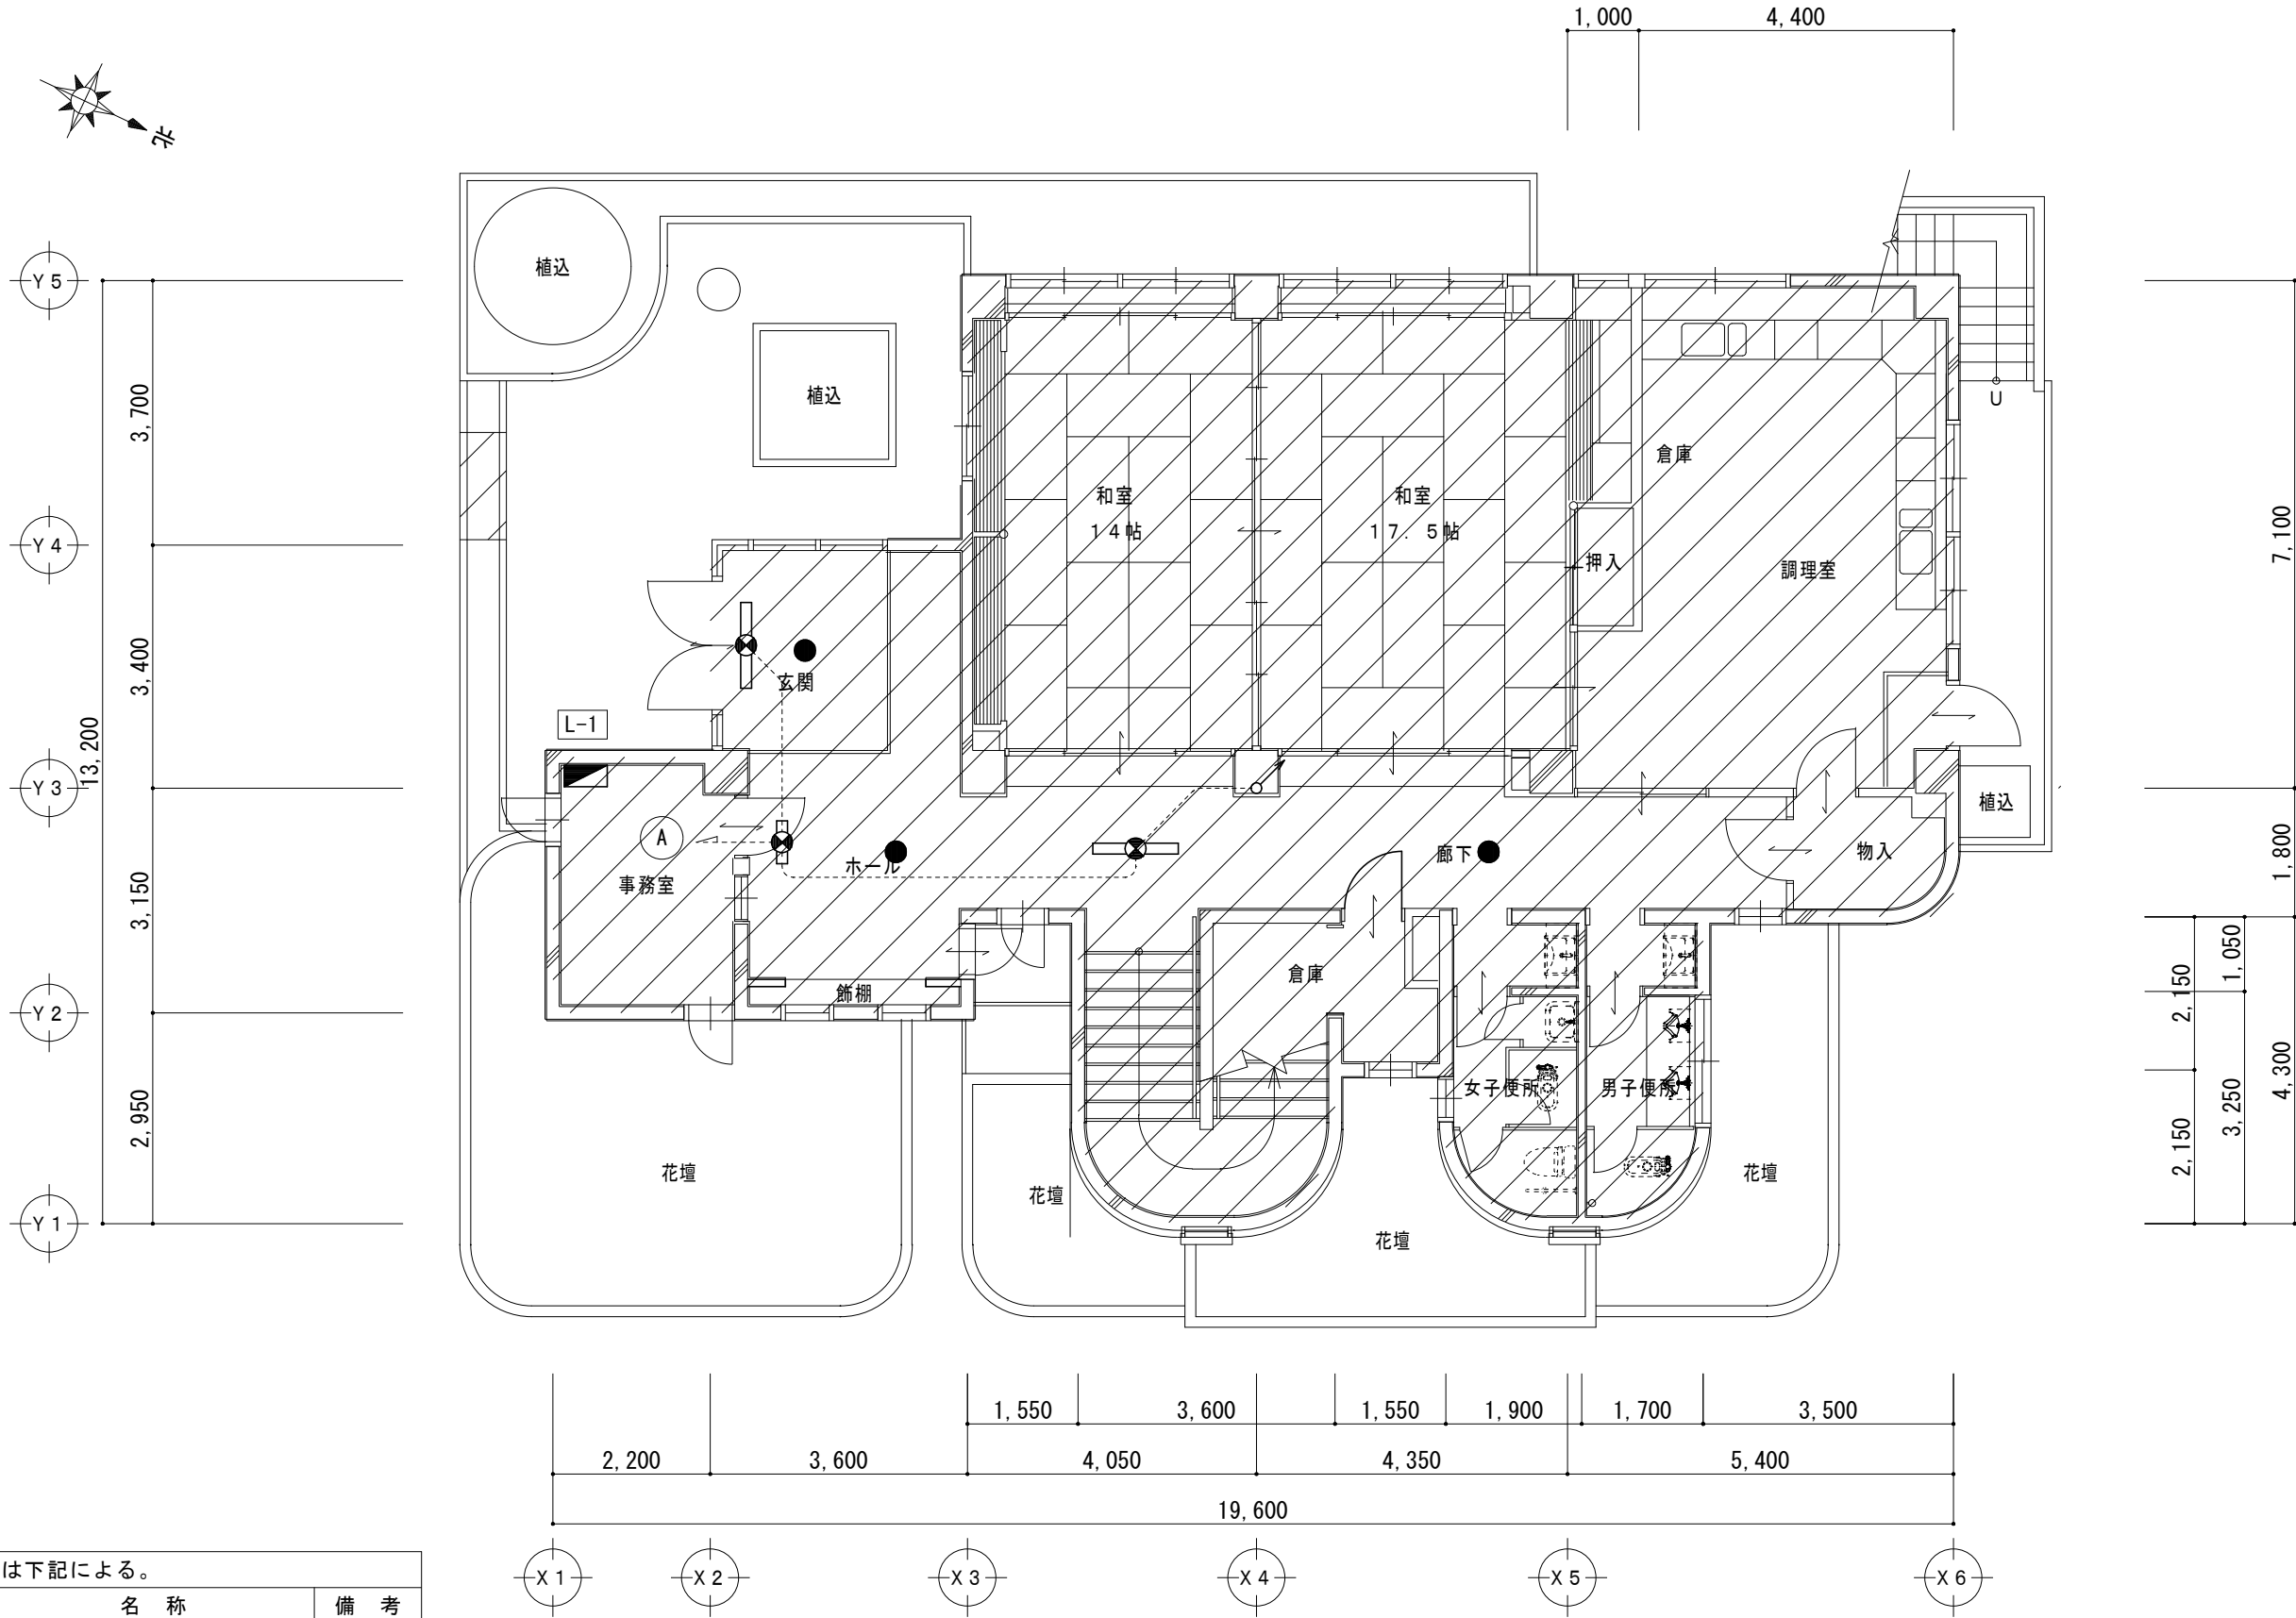 1,000
4,400
北
Y5
植込
植込
3,700
U
倉庫
和室
14帖
和室
17.5帖
7,100
Y4
押入
調理室
3,400
玄関
L-1
13,200
Y3
植込
A
ホール
廊下
物入
1,800
事務室
3,150
1,050
倉庫
飾棚
2,150
Y2
女子便所
男子便所
4,300
2,950
3,250
2,150
花壇
花壇
花壇
花壇
Y1
1,550
3,600
1,550
1,900
1,700
3,500
2,200
3,600
4,050
4,350
5,400
19,600
は下記による。
X1
X2
X3
X4
X5
X6
名 称
備 考